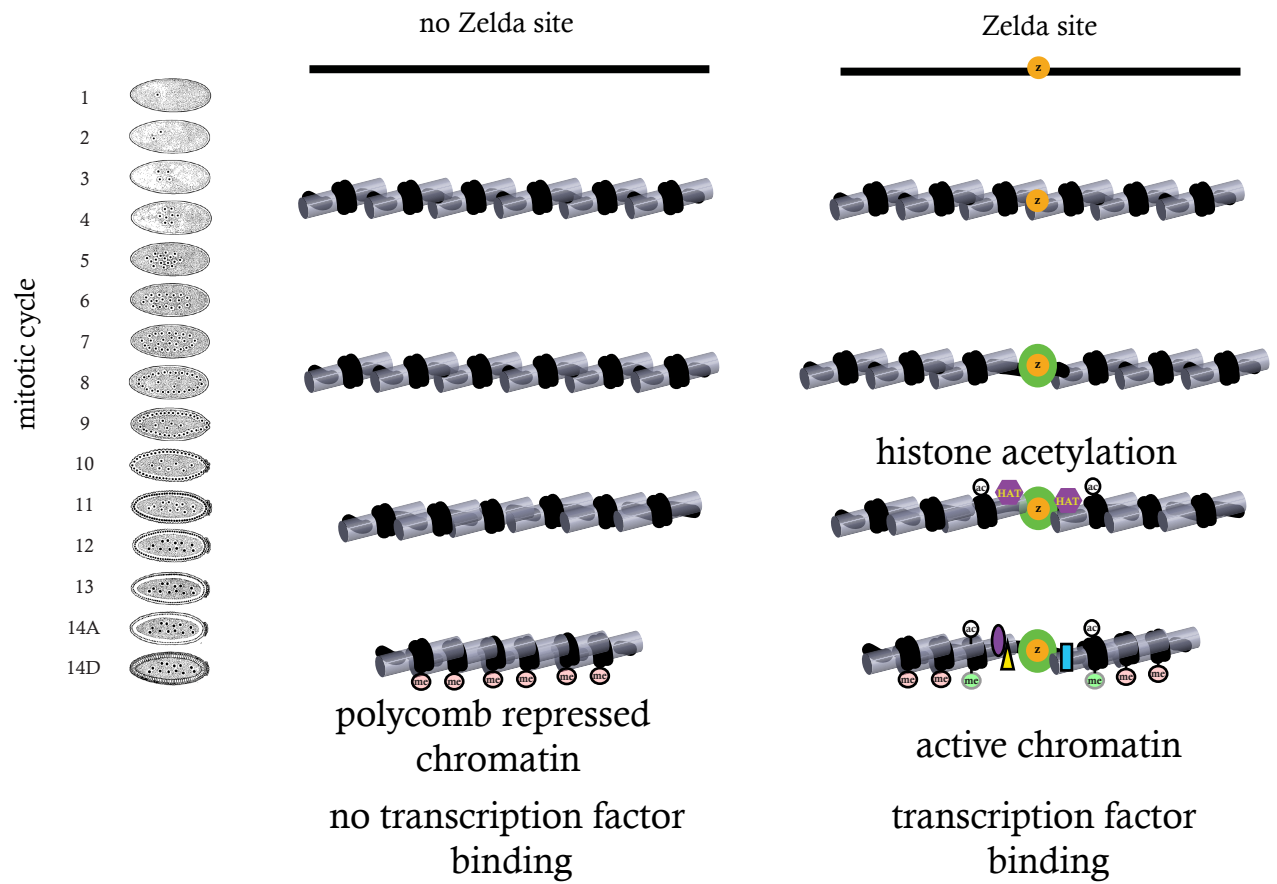 no Zelda site
Zelda site
z
mitotic cycle
1
2
3
4
5
6
7
8
9
10
11
12
13
14A
14D
z
z
histone acetylation
ac
HAT
z
HAT
ac
me
me
me
me
me
me
polycomb repressed
chromatin
no transcription factor
binding
ac
z
ac
me
me
me
me
me
me
active chromatin
transcription factor
binding